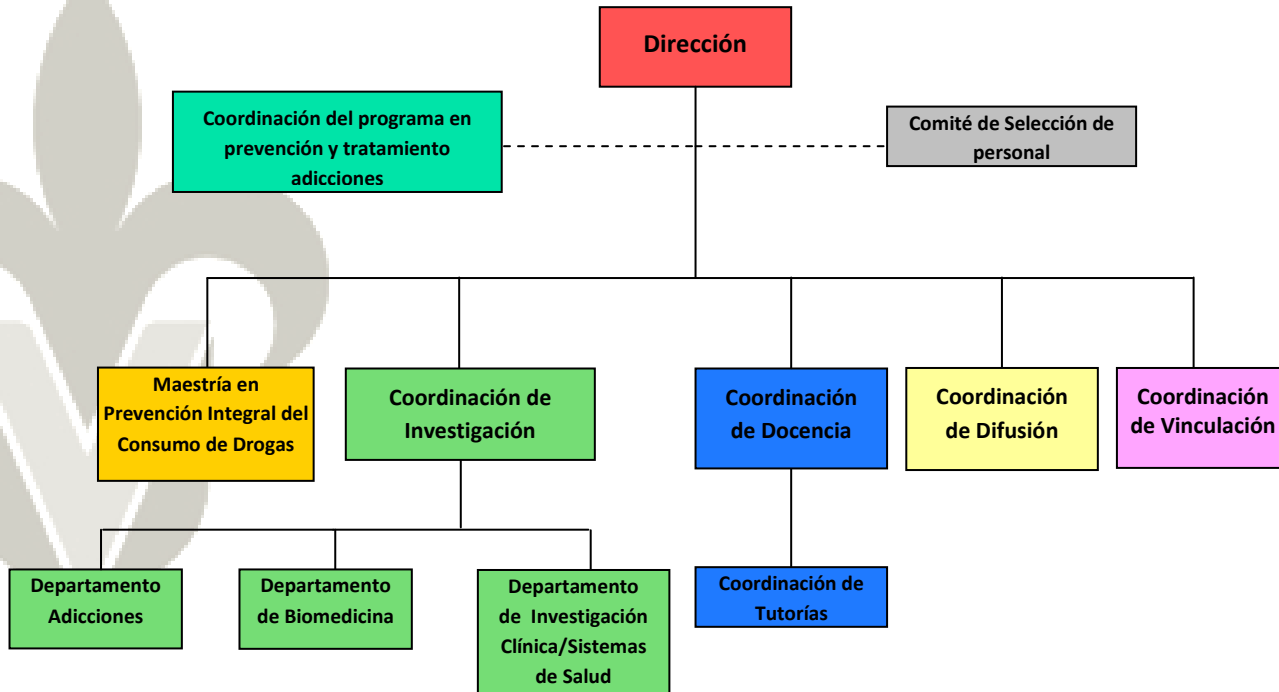 Dirección
Coordinación del programa en
prevención y tratamiento
adicciones
Comité de Selección de
personal
Maestría en
Prevención Integral del
Consumo de Drogas
Coordinación de
Investigación
Coordinación
de Docencia
Coordinación
de Difusión
Coordinación
de Vinculación
Departamento
Adicciones
Departamento
de Biomedicina
Departamento
de Investigación
Clínica/Sistemas
de Salud
Coordinación de
Tutorías